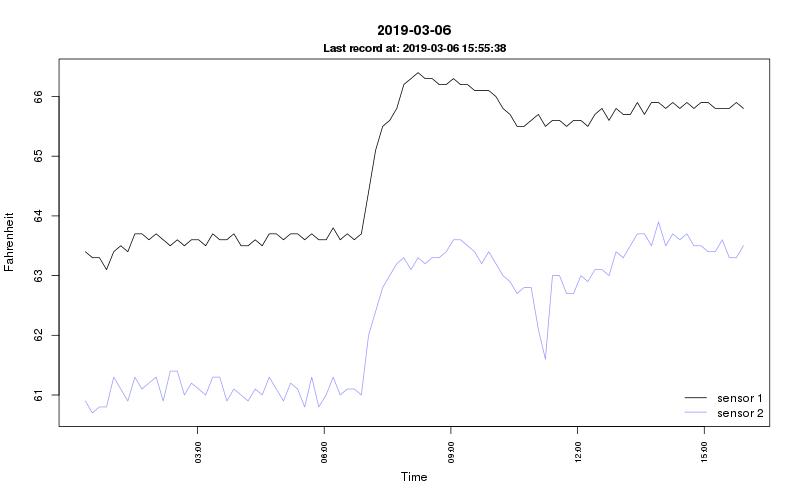 2019-03-06
Last record at: 2019-03-06 15:55:38
Fahrenheit
66
65
64
63
62
61
sensor 1
sensor 2
03:00
06:00
09:00
12:00
15:00
Time